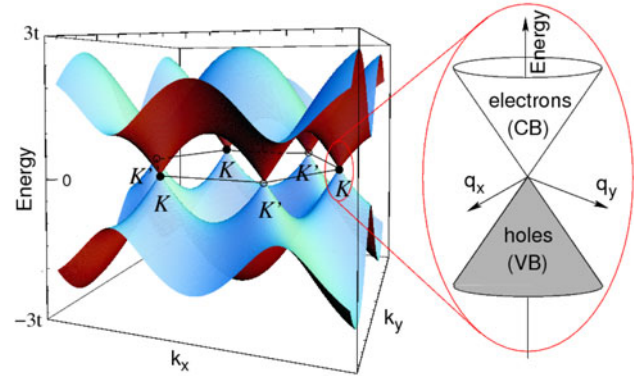 3t
Energy
0
−3t
k_x
k_y
K'
K
K
K'
K'
K
Energy
electrons
(CB)
q_x
q_y
holes
(VB)